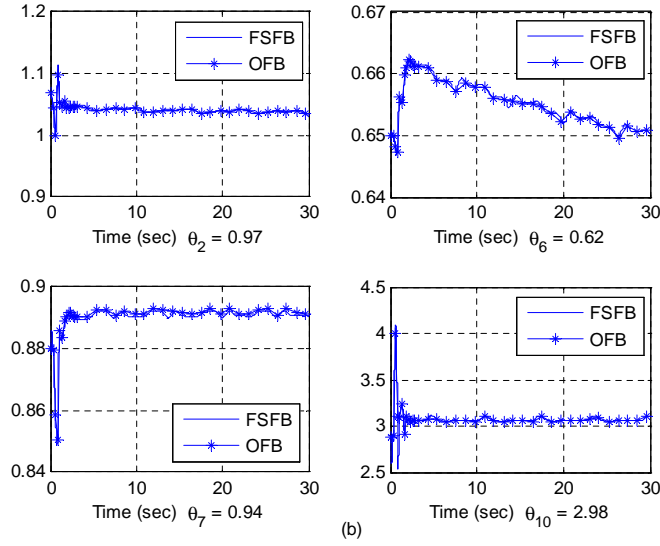 1.2
1.1
1
0.9
FSFB
OFB
0 10 20 30
Time (sec) θ2 = 0.97
0.67
0.66
0.65
0.64
FSFB
OFB
0 10 20 30
Time (sec) θ6 = 0.62
0.9
0.88
0.86
0.84
FSFB
OFB
0 10 20 30
Time (sec) θ7 = 0.94
4.5
4
3.5
3
2.5
FSFB
OFB
0 10 20 30
Time (sec) θ10 = 2.98
(b)